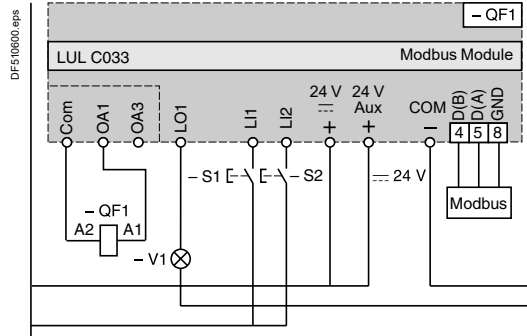 DF510600.eps
– QF1
LUL C033 Modbus Module
Com OA1 OA3 LO1 LI1 LI2 24 V + 24 V Aux + COM – D(B) D(A) GND
4 5 8
– S1 – S2 24 V
– QF1
A2 A1
Modbus
– V1